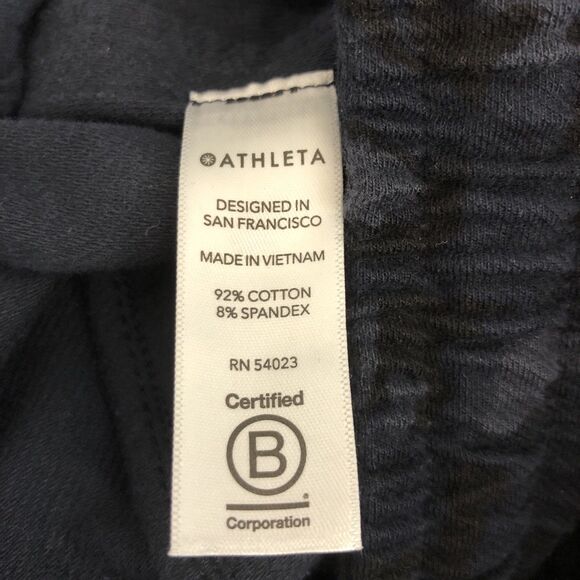 ATHLETA
DESIGNED IN
SAN FRANCISCO
MADE IN VIETNAM
92% COTTON
8% SPANDEX
RN 54023
Certified
B
Corporation